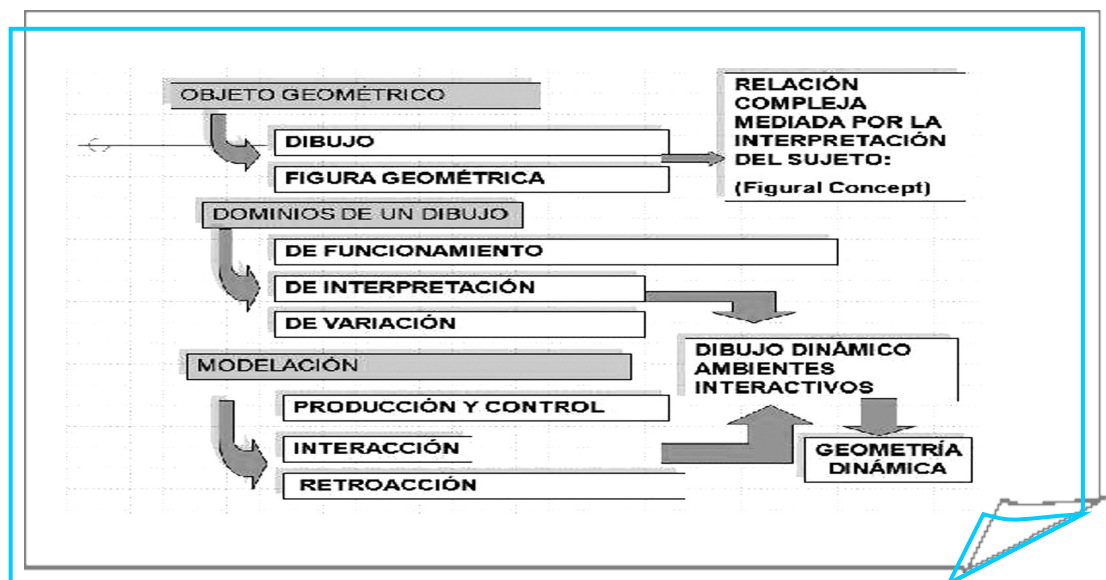 OBJETO GEOMÉTRICO
DIBUJO
FIGURA GEOMÉTRICA
RELACIÓN
COMPLEJA
MEDIADA POR LA
INTERPRETACIÓN
DEL SUJETO:
(Figural Concept)
DOMINIOS DE UN DIBUJO
DE FUNCIONAMIENTO
DE INTERPRETACIÓN
DE VARIACIÓN
MODELACIÓN
PRODUCCIÓN Y CONTROL
INTERACCIÓN
RETROACCIÓN
DIBUJO DINÁMICO
AMBIENTES
INTERACTIVOS
GEOMETRÍA
DINÁMICA